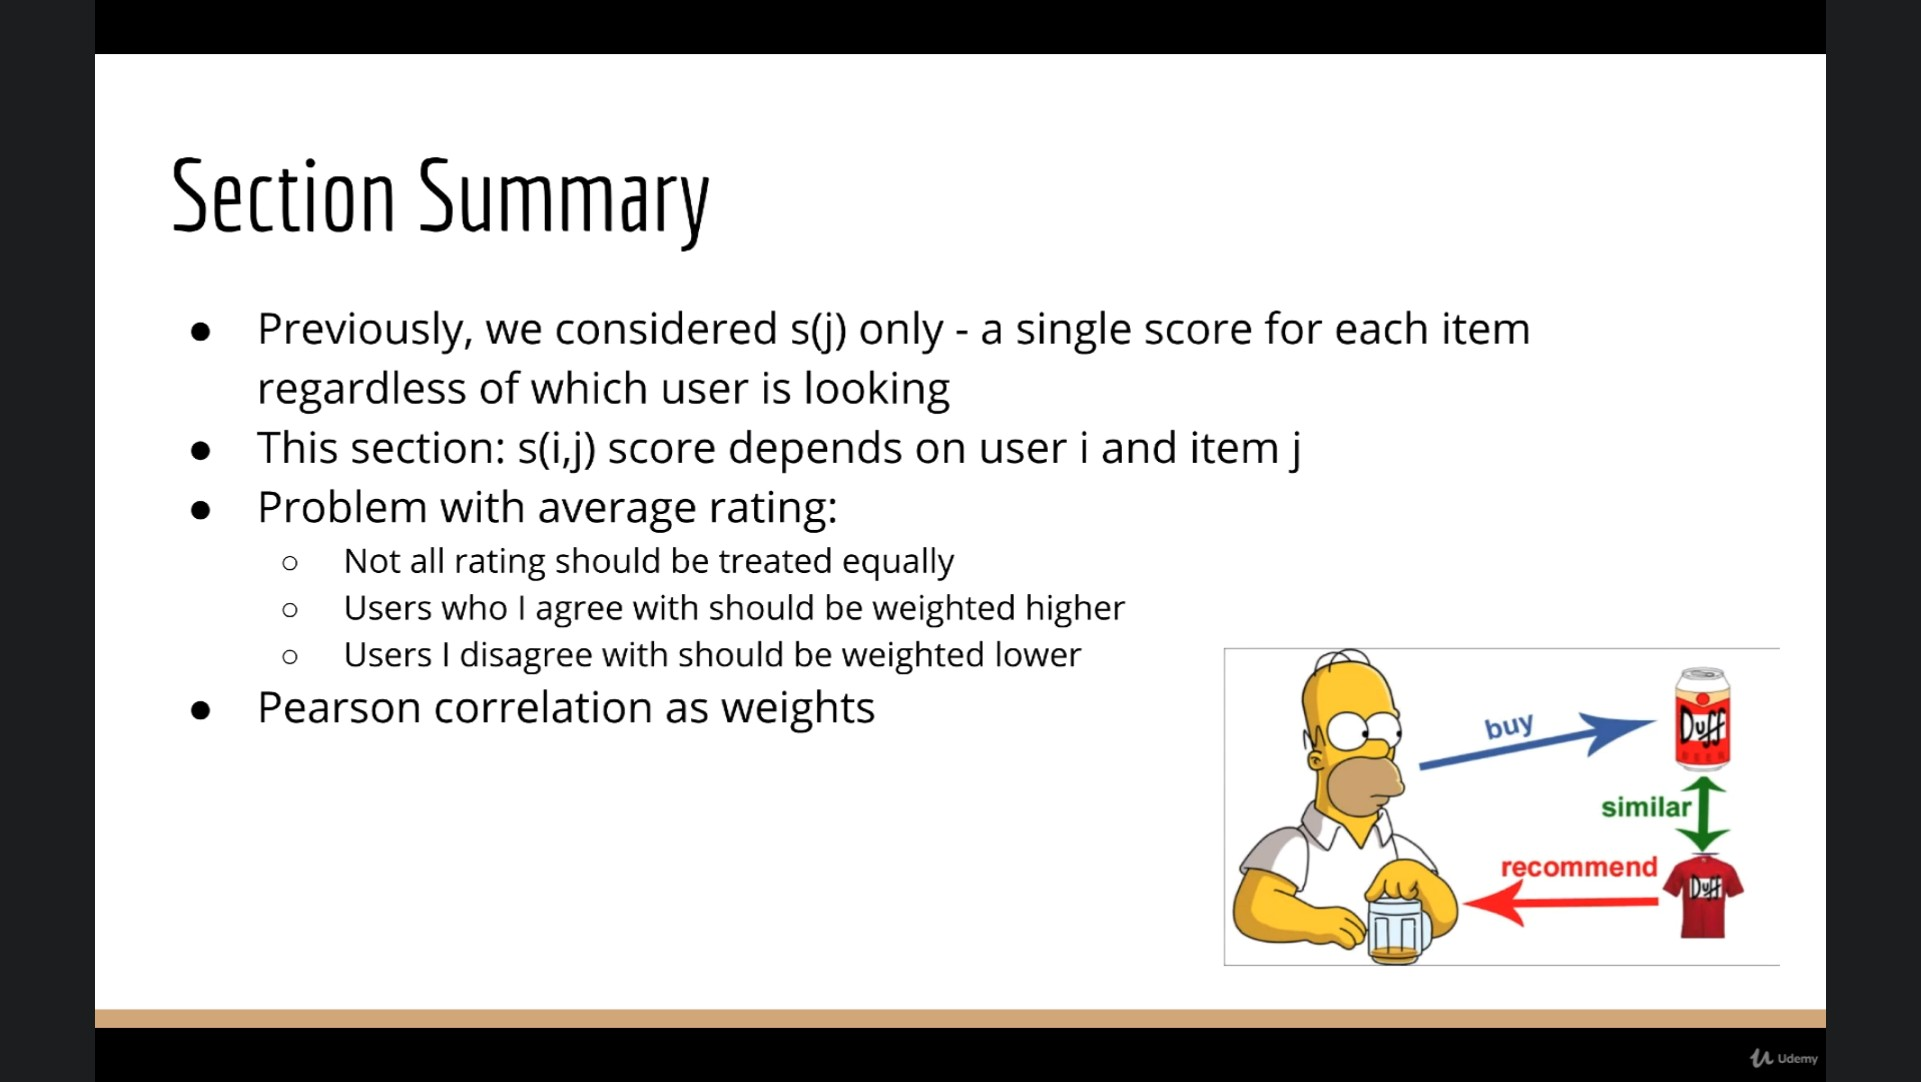 Section Summary
● Previously, we considered s(j) only - a single score for each item
regardless of which user is looking
● This section: s(i,j) score depends on user i and item j
● Problem with average rating:
○ Not all rating should be treated equally
○ Users who I agree with should be weighted higher
○ Users I disagree with should be weighted lower
● Pearson correlation as weights
buy
Duff
BEER
similar
recommend
Duff
Udemy